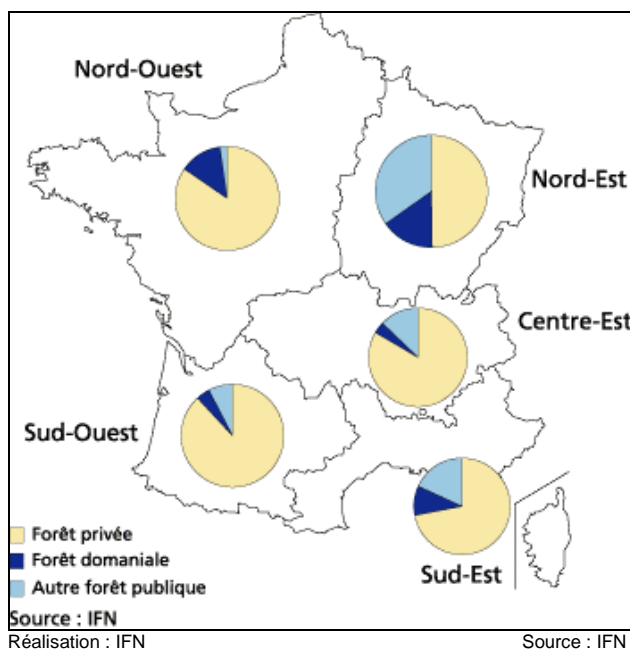 Nord-Ouest
Nord-Est
Centre-Est
Sud-Ouest
Sud-Est
Forêt privée
Forêt domaniale
Autre forêt publique
Source : IFN
Réalisation : IFN
Source : IFN